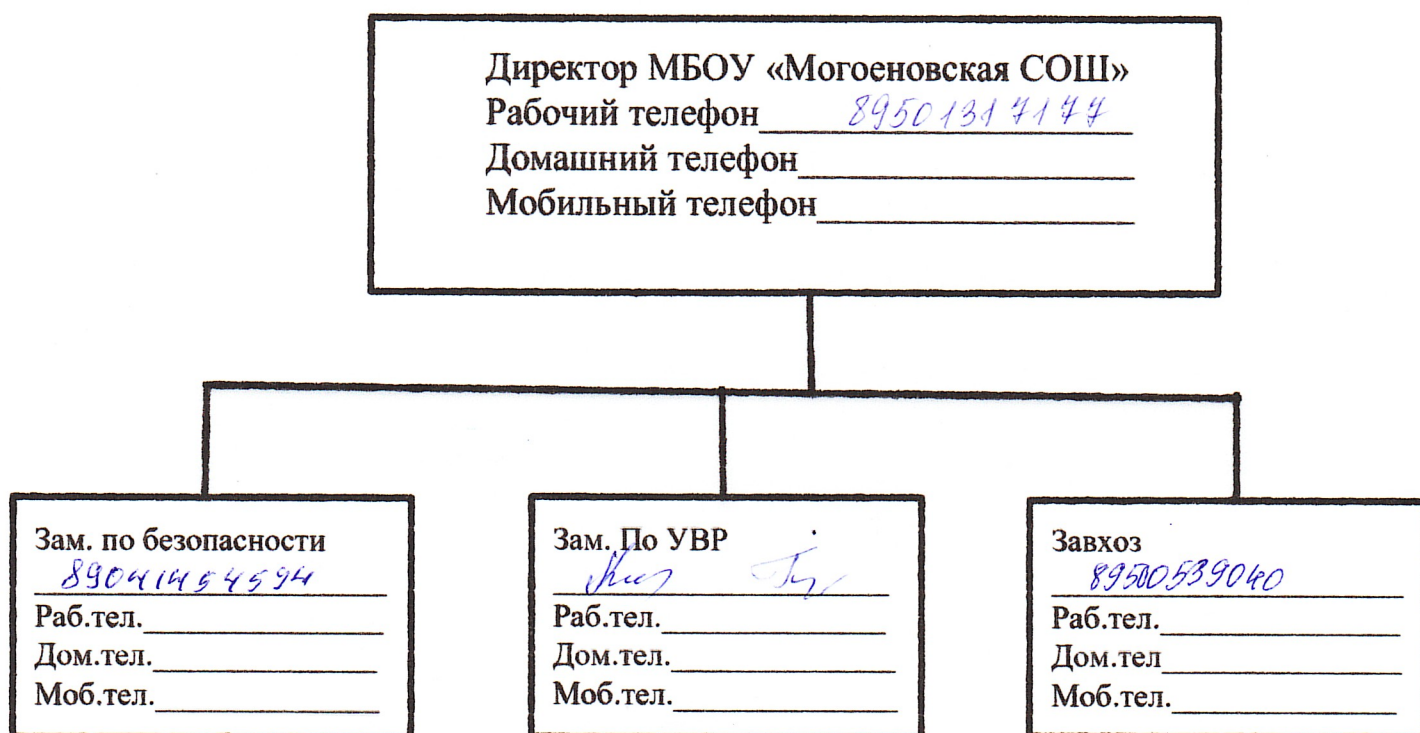 Директор МБОУ «Могоеновская СОШ»
Рабочий телефон 89501317177
Домашний телефон
Мобильный телефон
Зам. по безопасности
89041454594
Раб.тел.
Дом.тел.
Моб.тел.
Зам. По УВР
Раб.тел.
Дом.тел.
Моб.тел.
Завхоз
89500539040
Раб.тел.
Дом.тел
Моб.тел.